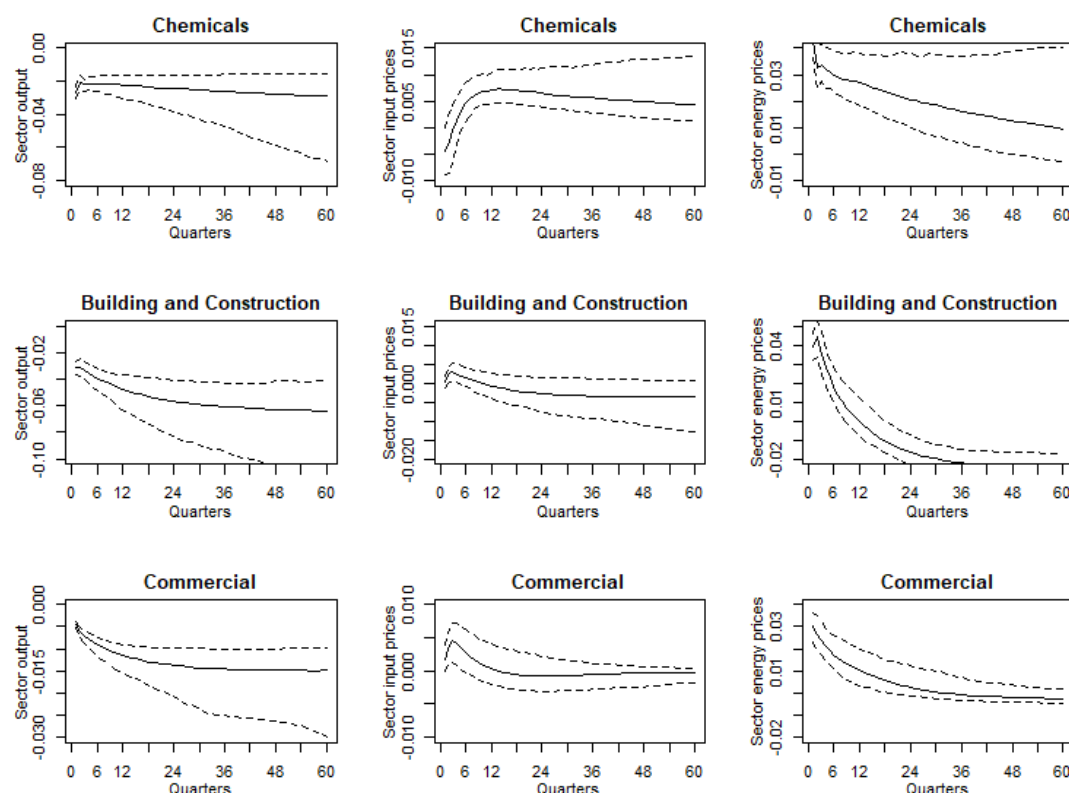 Chemicals
Sector output
0.00
-0.04
-0.08
0 6 12 24 36 48 60
Quarters
Chemicals
Sector input prices
0.015
0.005
-0.010
0 6 12 24 36 48 60
Quarters
Chemicals
Sector energy prices
0.03
0.01
-0.01
0 6 12 24 36 48 60
Quarters
Building and Construction
Sector output
-0.02
-0.06
-0.10
0 6 12 24 36 48 60
Quarters
Building and Construction
Sector input prices
0.015
0.000
-0.020
0 6 12 24 36 48 60
Quarters
Building and Construction
Sector energy prices
0.04
0.01
-0.02
0 6 12 24 36 48 60
Quarters
Commercial
Sector output
0.000
-0.015
-0.030
0 6 12 24 36 48 60
Quarters
Commercial
Sector input prices
0.010
0.000
-0.010
0 6 12 24 36 48 60
Quarters
Commercial
Sector energy prices
0.03
0.01
-0.02
0 6 12 24 36 48 60
Quarters